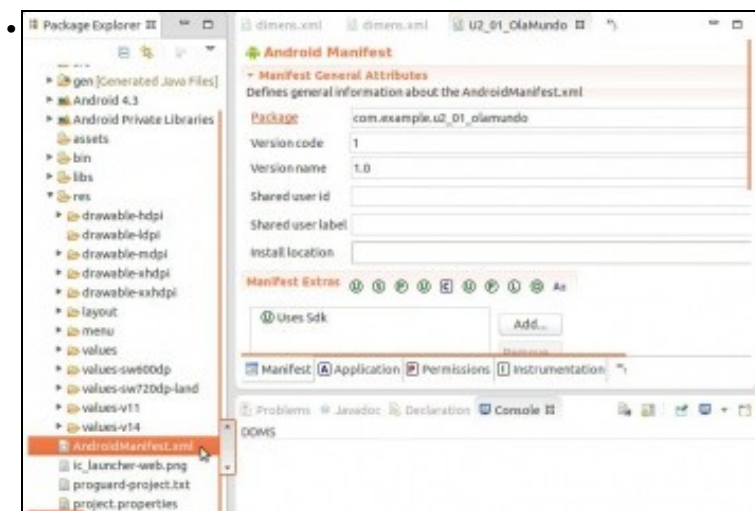 Package Explorer
gen [Generated Java Files]
Android 4.3
Android Private Libraries
assets
bin
libs
res
drawable-hdpi
drawable-ldpi
drawable-mdpi
drawable-xhdpi
drawable-xxhdpi
layout
menu
values
values-sw600dp
values-sw720dp-land
values-v11
values-v14
AndroidManifest.xml
ic_launcher-web.png
proguard-project.txt
project.properties
dimens.xml dimens.xml U2_01_OlaMundo
Android Manifest
Manifest General Attributes
Defines general information about the AndroidManifest.xml
Package com.example.u2_01_olamundo
Version code 1
Version name 1.0
Shared user id
Shared user label
Install location
Manifest Extras U S P U C U P L Az
U Uses Sdk
Add...
Manifest A Application P Permissions I Instrumentation
Problems Javadoc Declaration Console
DDMS